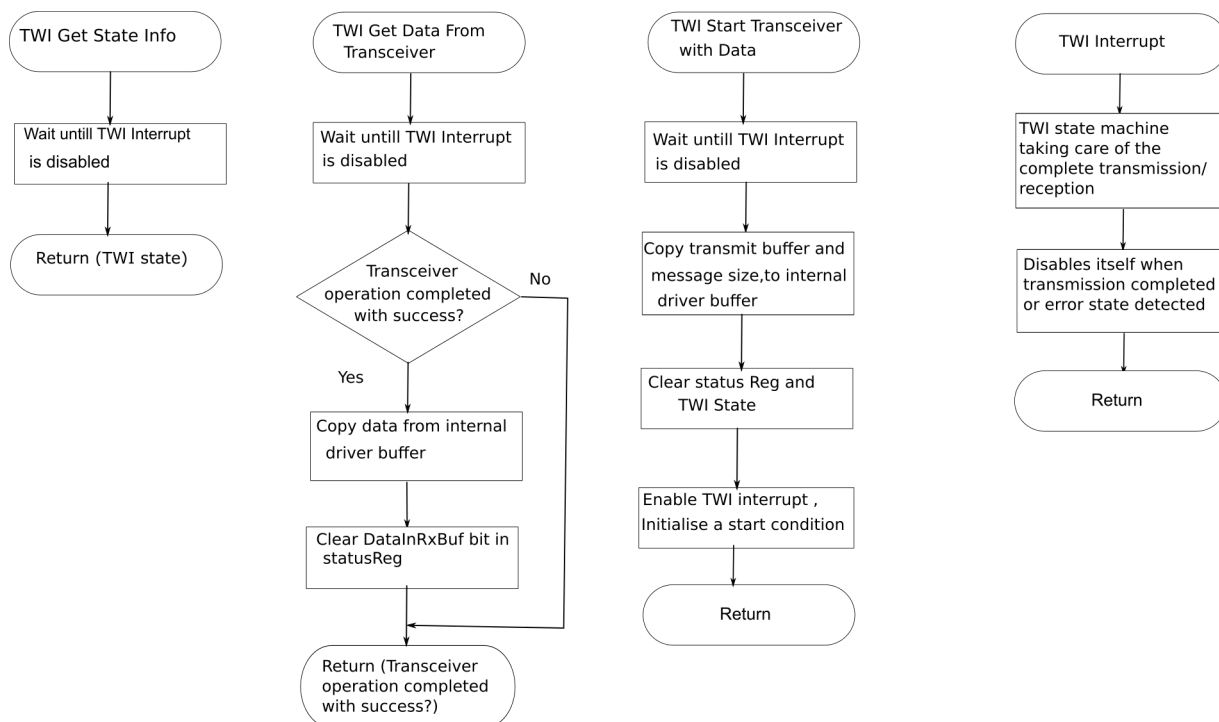 TWI Get State Info
Wait untill TWI Interrupt
is disabled
Return (TWI state)
TWI Get Data From
Transceiver
Wait untill TWI Interrupt
is disabled
Transceiver
operation completed
with success?
No
Yes
Copy data from internal
driver buffer
Clear DataInRxBuf bit in
statusReg
Return (Transceiver
operation completed
with success?)
TWI Start Transceiver
with Data
Wait untill TWI Interrupt
is disabled
Copy transmit buffer and
message size,to internal
driver buffer
Clear status Reg and
TWI State
Enable TWI interrupt ,
Initialise a start condition
Return
TWI Interrupt
TWI state machine
taking care of the
complete transmission/
reception
Disables itself when
transmission completed
or error state detected
Return